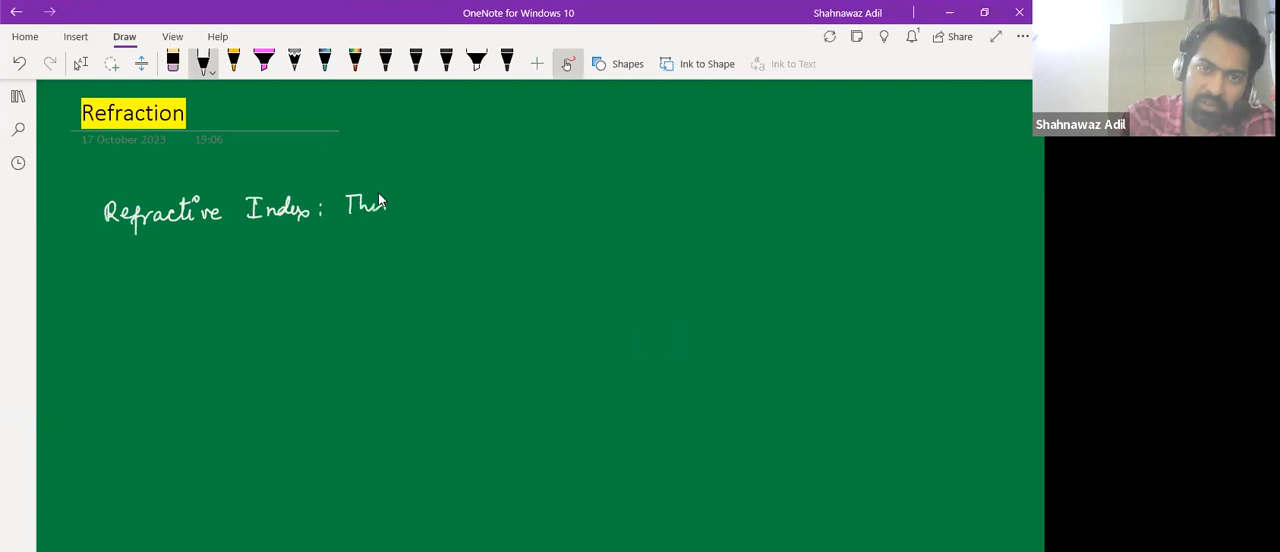 OneNote for Windows 10
Shahnawaz Adil
Home Insert Draw View Help
Share
Shapes Ink to Shape Ink to Text
Shahnawaz Adil
Refraction
17 October 2023 19:06
Refractive Index: